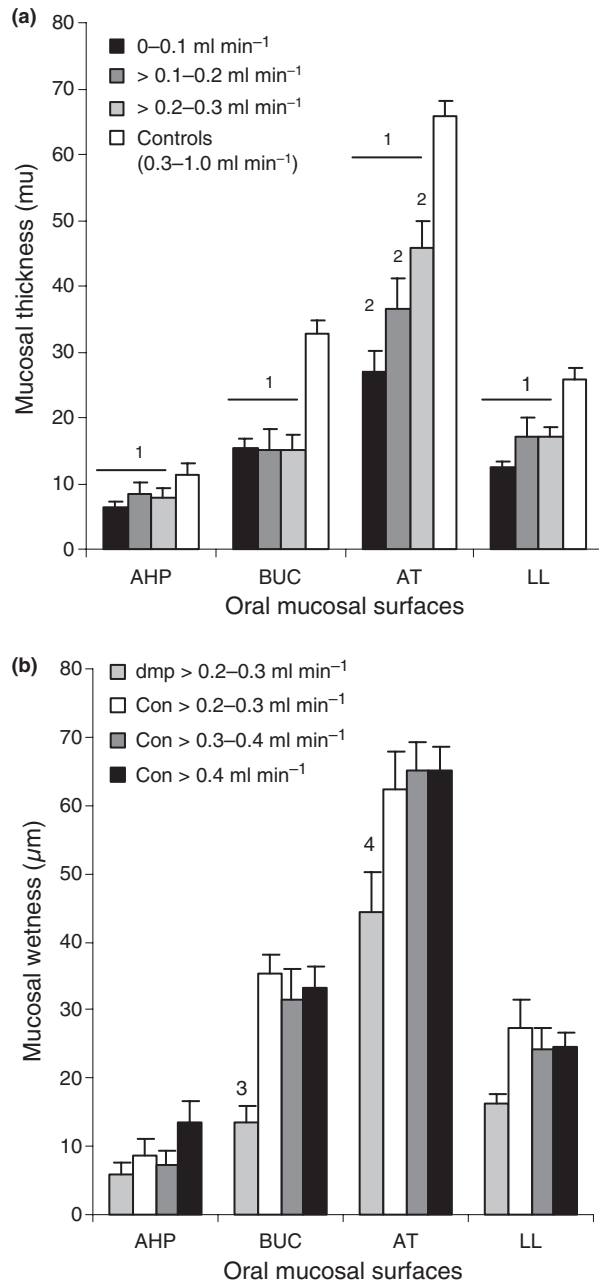 (a)
80
70
60
50
40
30
20
10
0
Mucosal thickness (mu)
0–0.1 ml min⁻¹
> 0.1–0.2 ml min⁻¹
> 0.2–0.3 ml min⁻¹
Controls
(0.3–1.0 ml min⁻¹)
1
1
1
2
2
2
1
AHP BUC AT LL
Oral mucosal surfaces
(b)
80
70
60
50
40
30
20
10
0
Mucosal wetness (µm)
dmp > 0.2–0.3 ml min⁻¹
Con > 0.2–0.3 ml min⁻¹
Con > 0.3–0.4 ml min⁻¹
Con > 0.4 ml min⁻¹
3
4
AHP BUC AT LL
Oral mucosal surfaces